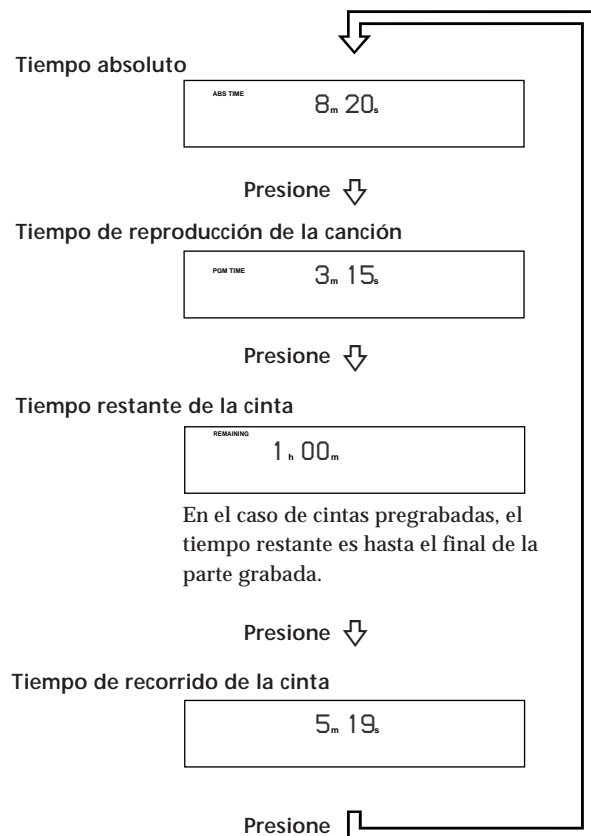 Tiempo absoluto
ABS TIME 8m 20s
Presione
Tiempo de reproducción de la canción
PGM TIME 3m 15s
Presione
Tiempo restante de la cinta
REMAINING 1h 00m
En el caso de cintas pregrabadas, el
tiempo restante es hasta el final de la
parte grabada.
Presione
Tiempo de recorrido de la cinta
5m 19s
Presione